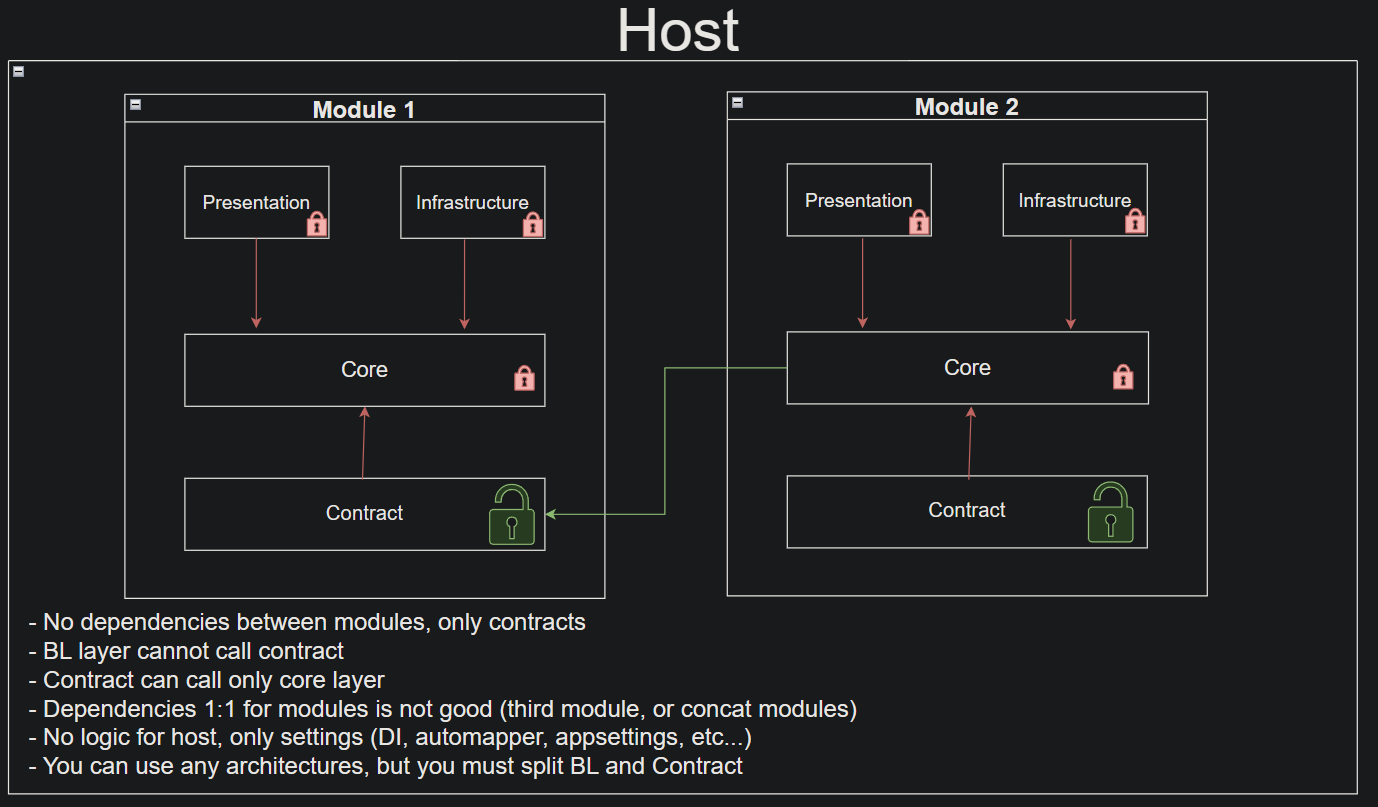 Host
Module 1
Module 2
Presentation
Infrastructure
Presentation
Infrastructure
Core
Core
Contract
Contract
- No dependencies between modules, only contracts
- BL layer cannot call contract
- Contract can call only core layer
- Dependencies 1:1 for modules is not good (third module, or concat modules)
- No logic for host, only settings (DI, automapper, appsettings, etc...)
- You can use any architectures, but you must split BL and Contract